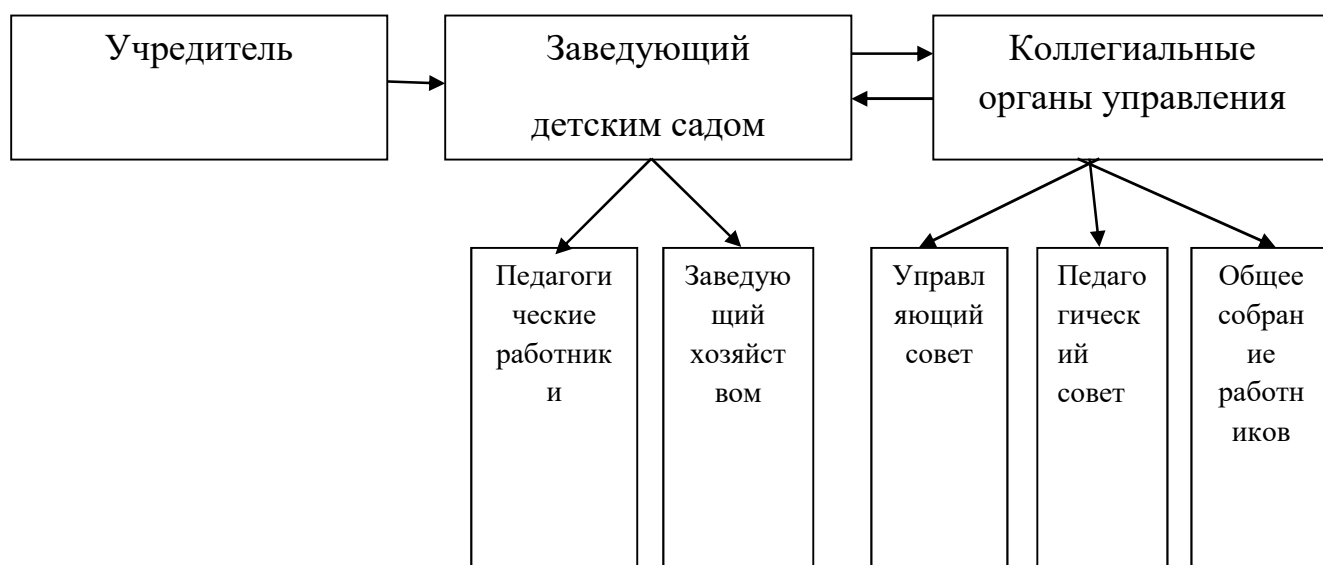 Учредитель
Заведующий
детским садом
Коллегиальные
органы управления
Педагоги
ческие
работник
и
Заведую
щий
хозяйст
вом
Управл
яющий
совет
Педаго
гическ
ий
совет
Общее
собран
ие
работн
иков